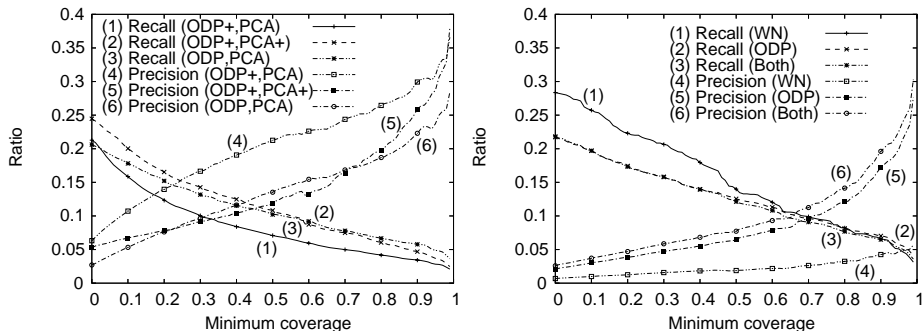 0.4
0.35
0.3
0.25
0.2
0.15
0.1
0.05
0
Ratio
(1) Recall (ODP+,PCA)
(2) Recall (ODP+,PCA+)
(3) Recall (ODP,PCA)
(4) Precision (ODP+,PCA)
(5) Precision (ODP+,PCA+)
(6) Precision (ODP,PCA)
(4)
(5)
(6)
(2)
(3)
(1)
0 0.1 0.2 0.3 0.4 0.5 0.6 0.7 0.8 0.9 1
Minimum coverage
0.4
0.35
0.3
0.25
0.2
0.15
0.1
0.05
0
Ratio
(1) Recall (WN)
(2) Recall (ODP)
(3) Recall (Both)
(4) Precision (WN)
(5) Precision (ODP)
(6) Precision (Both)
(1)
(6)
(5)
(2)
(3)
(4)
0 0.1 0.2 0.3 0.4 0.5 0.6 0.7 0.8 0.9 1
Minimum coverage